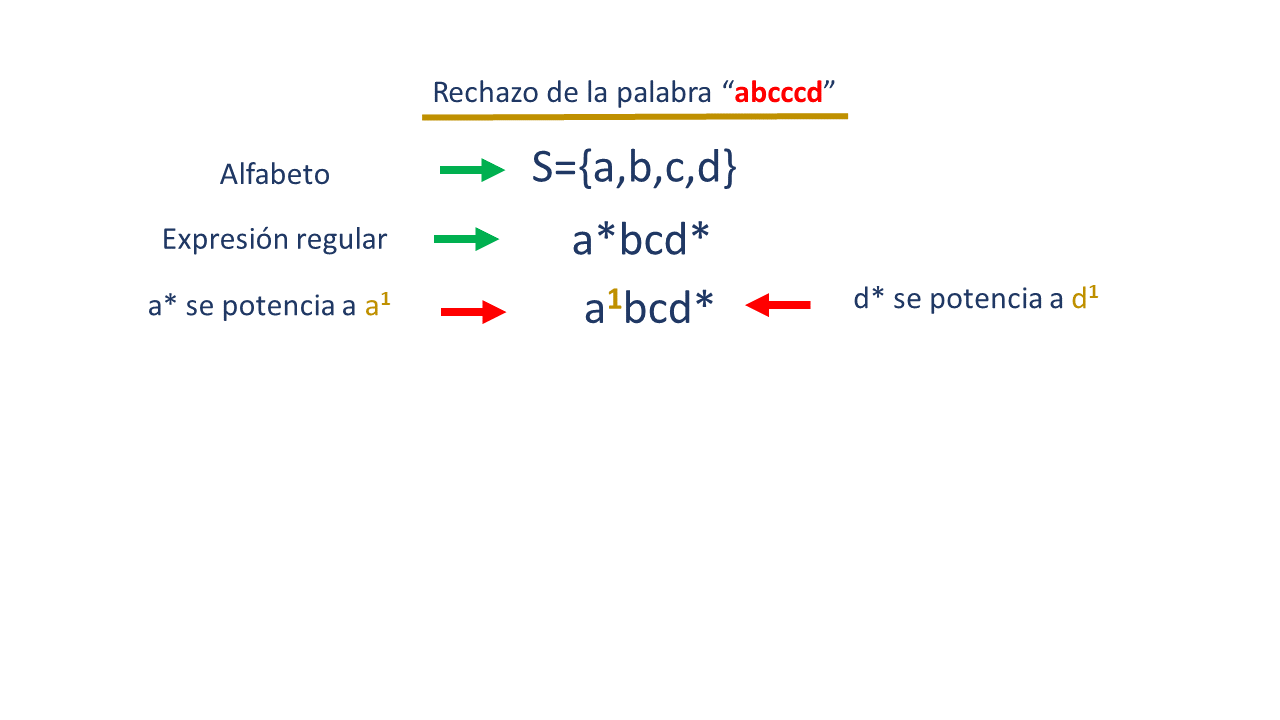 Rechazo de la palabra “abcccd”
Alfabeto
S={a,b,c,d}
Expresión regular
a*bcd*
a* se potencia a a¹
a¹bcd*
d* se potencia a d¹